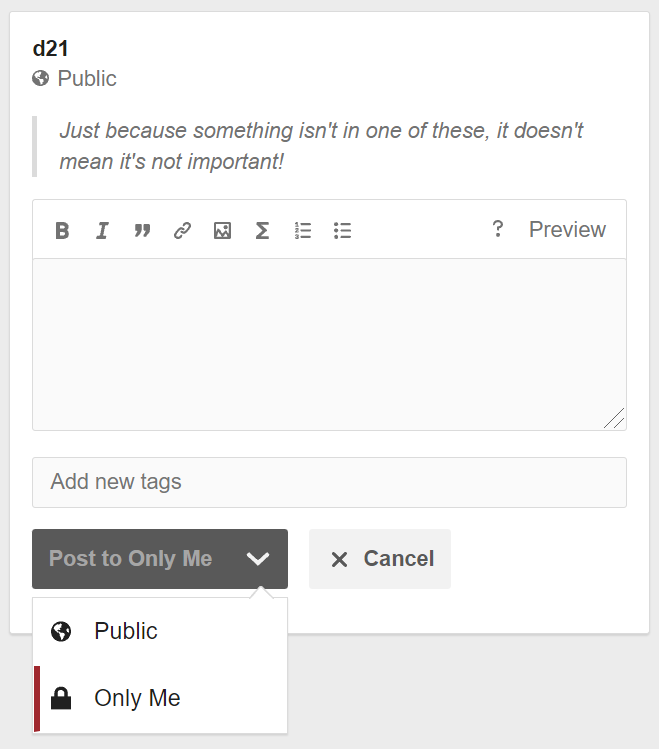 d21
Public
Just because something isn't in one of these, it doesn't
mean it's not important!
B I ” Σ ? Preview
Add new tags
Post to Only Me Cancel
Public
Only Me